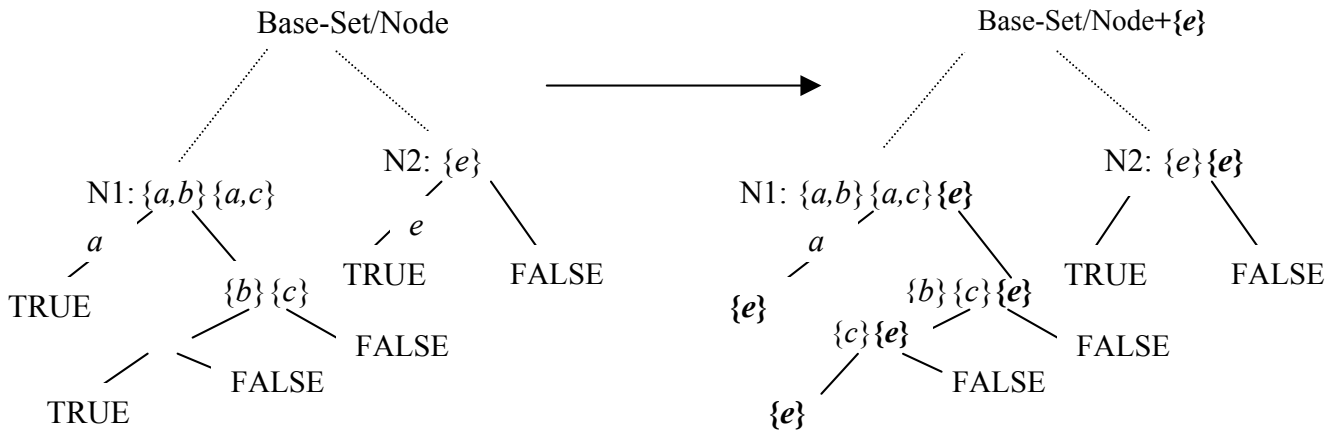 Base-Set/Node
N2: {e}
N1: {a,b} {a,c}
a
e
TRUE
FALSE
TRUE
{b} {c}
FALSE
FALSE
TRUE
Base-Set/Node+{e}
N2: {e} {e}
N1: {a,b} {a,c} {e}
a
TRUE
FALSE
{b} {c} {e}
{e}
{c} {e}
FALSE
FALSE
{e}